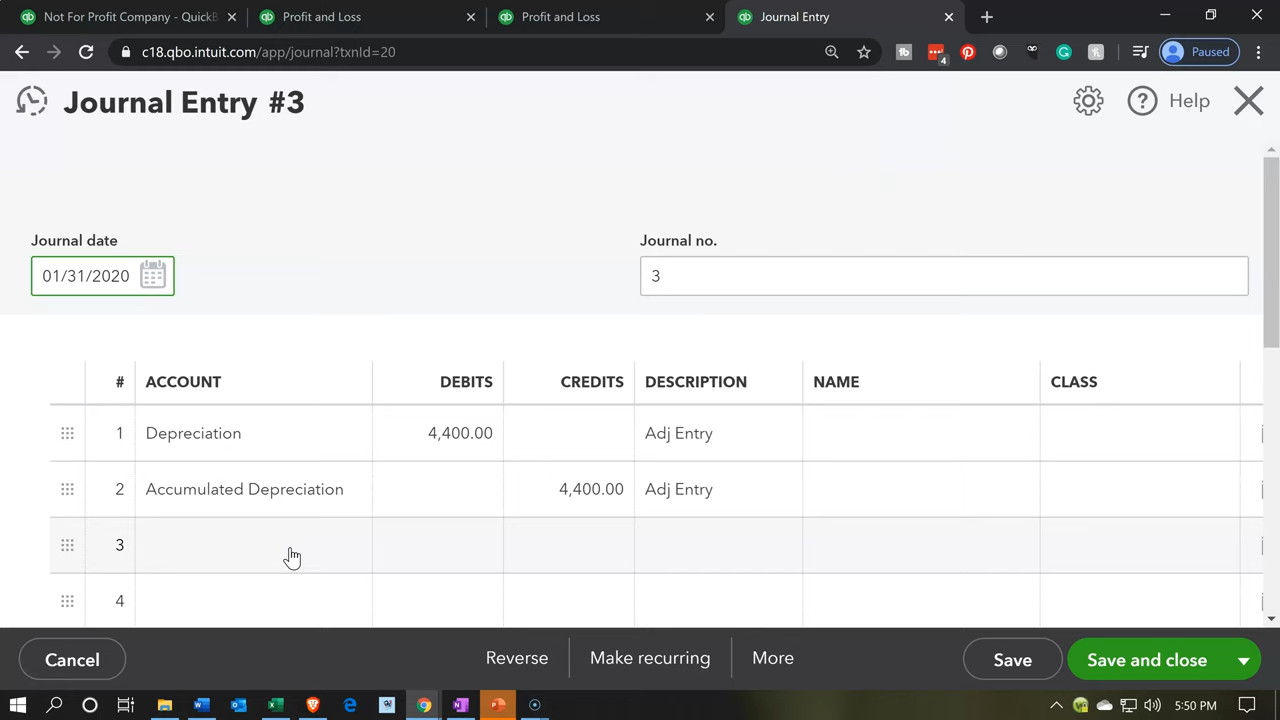 Not For Profit Company - QuickB
Profit and Loss
Profit and Loss
Journal Entry
c18.qbo.intuit.com/app/journal?txnId=20
4
Paused
Journal Entry #3
Help
Journal date
Journal no.
01/31/2020
3
# ACCOUNT DEBITS CREDITS DESCRIPTION NAME CLASS
1 Depreciation 4,400.00 Adj Entry
2 Accumulated Depreciation 4,400.00 Adj Entry
3
4
Cancel Reverse Make recurring More Save Save and close
5:50 PM